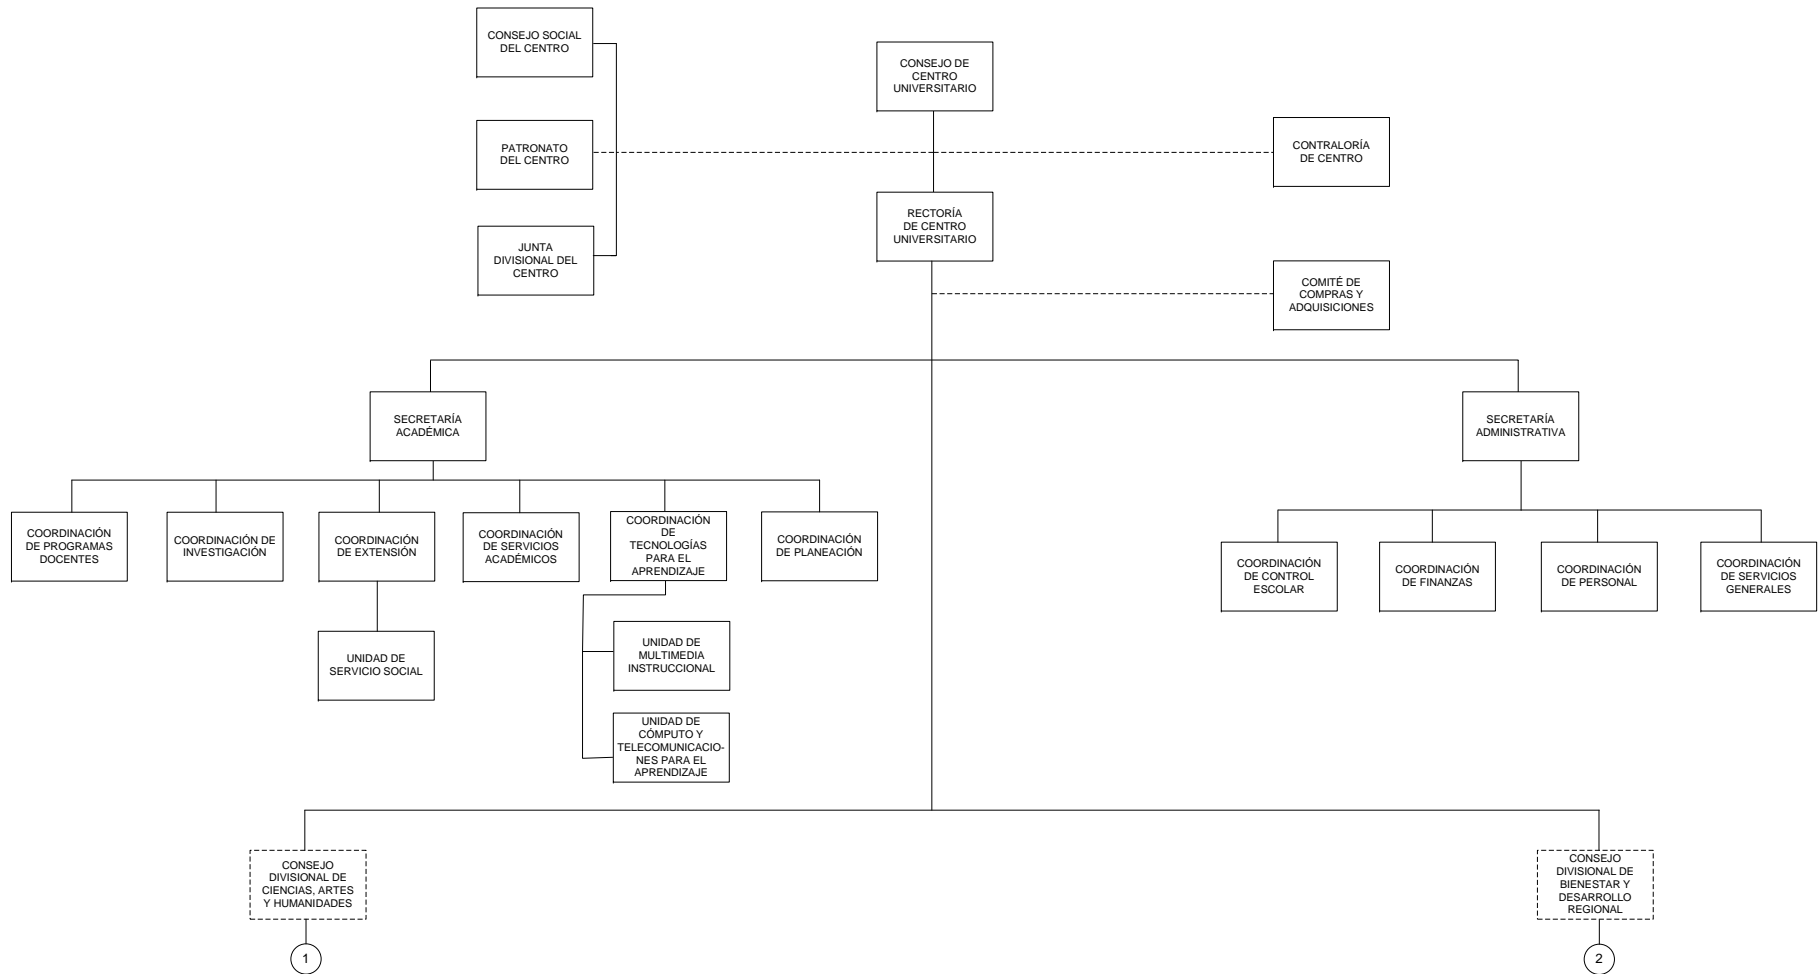 CONSEJO SOCIAL
DEL CENTRO
CONSEJO DE
CENTRO
UNIVERSITARIO
PATRONATO
DEL CENTRO
CONTRALORÍA
DE CENTRO
RECTORÍA
DE CENTRO
UNIVERSITARIO
JUNTA
DIVISIONAL DEL
CENTRO
COMITÉ DE
COMPRAS Y
ADQUISICIONES
SECRETARÍA
ACADÉMICA
SECRETARÍA
ADMINISTRATIVA
COORDINACIÓN
DE PROGRAMAS
DOCENTES
COORDINACIÓN DE
INVESTIGACIÓN
COORDINACIÓN
DE EXTENSIÓN
COORDINACIÓN
DE SERVICIOS
ACADÉMICOS
COORDINACIÓN
DE
TECNOLOGÍAS
PARA EL
APRENDIZAJE
COORDINACIÓN
DE PLANEACIÓN
COORDINACIÓN
DE CONTROL
ESCOLAR
COORDINACIÓN
DE FINANZAS
COORDINACIÓN
DE PERSONAL
COORDINACIÓN
DE SERVICIOS
GENERALES
UNIDAD DE
SERVICIO SOCIAL
UNIDAD DE
MULTIMEDIA
INSTRUCCIONAL
UNIDAD DE
CÓMPUTO Y
TELECOMUNICACIO-
NES PARA EL
APRENDIZAJE
CONSEJO
DIVISIONAL DE
CIENCIAS, ARTES
Y HUMANIDADES
CONSEJO
DIVISIONAL DE
BIENESTAR Y
DESARROLLO
REGIONAL
1
2